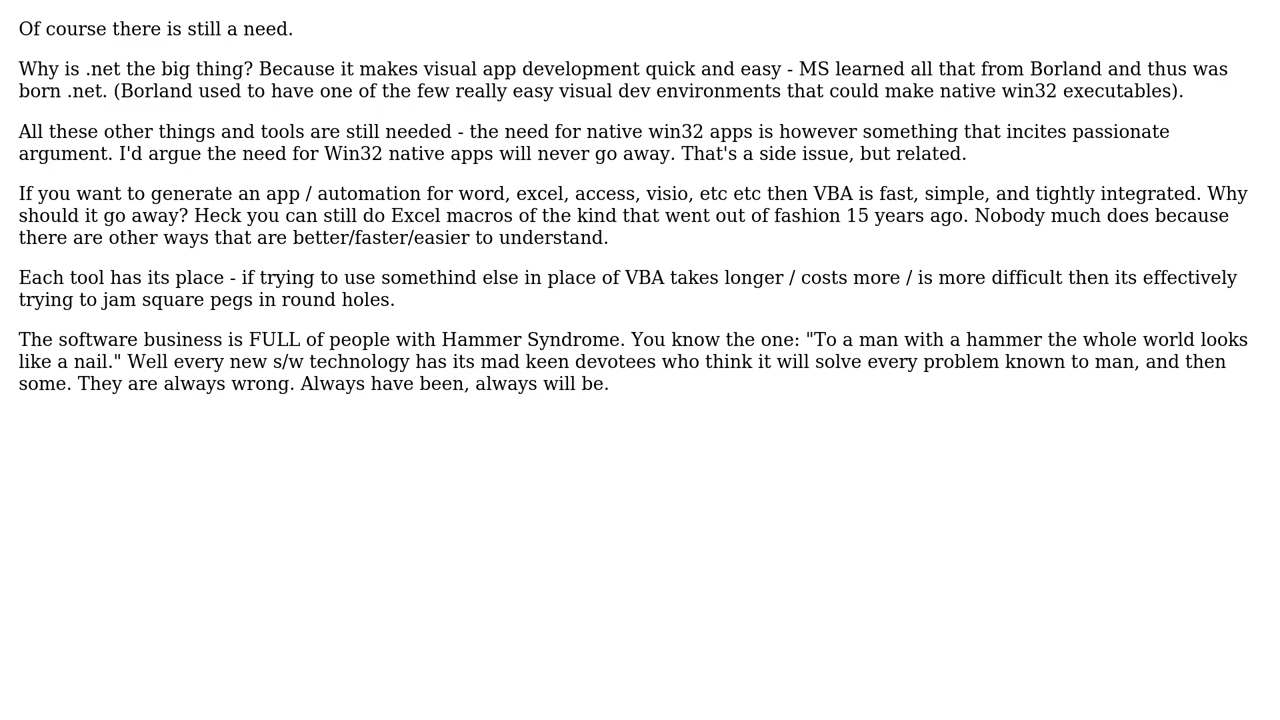 Of course there is still a need.
Why is .net the big thing? Because it makes visual app development quick and easy - MS learned all that from Borland and thus was
born .net. (Borland used to have one of the few really easy visual dev environments that could make native win32 executables).
All these other things and tools are still needed - the need for native win32 apps is however something that incites passionate
argument. I'd argue the need for Win32 native apps will never go away. That's a side issue, but related.
If you want to generate an app / automation for word, excel, access, visio, etc etc then VBA is fast, simple, and tightly integrated. Why
should it go away? Heck you can still do Excel macros of the kind that went out of fashion 15 years ago. Nobody much does because
there are other ways that are better/faster/easier to understand.
Each tool has its place - if trying to use somethind else in place of VBA takes longer / costs more / is more difficult then its effectively
trying to jam square pegs in round holes.
The software business is FULL of people with Hammer Syndrome. You know the one: "To a man with a hammer the whole world looks
like a nail." Well every new s/w technology has its mad keen devotees who think it will solve every problem known to man, and then
some. They are always wrong. Always have been, always will be.